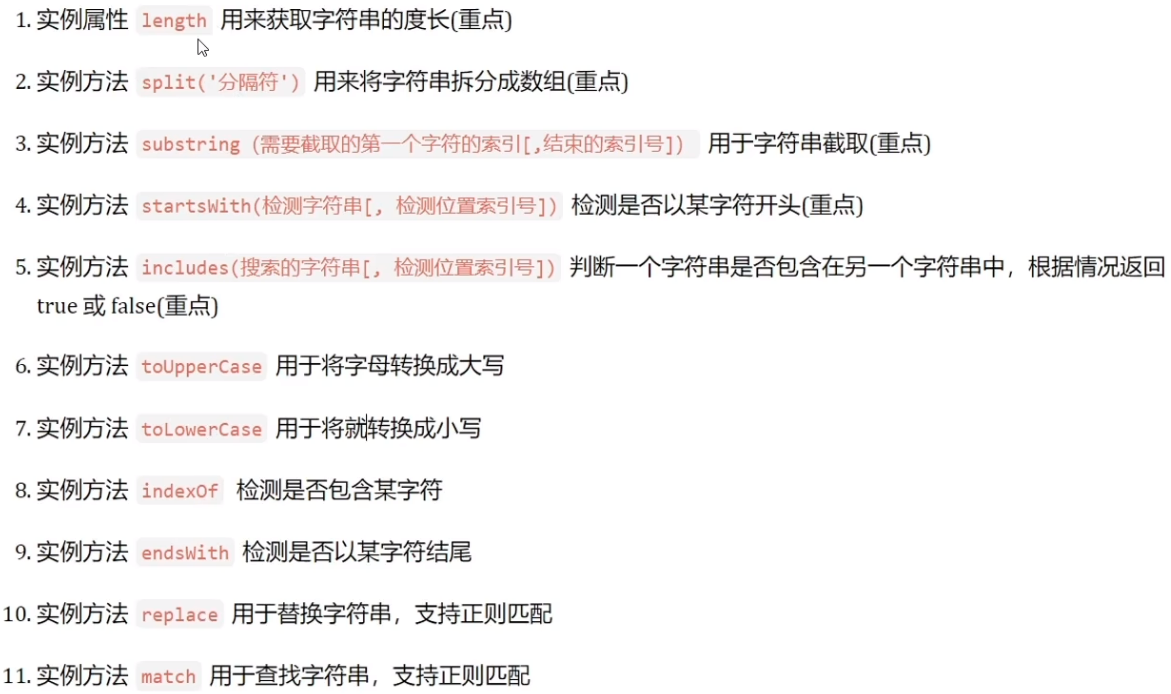 1. 实例属性 length 用来获取字符串的度长(重点)
2. 实例方法 split('分隔符') 用来将字符串拆分成数组(重点)
3. 实例方法 substring (需要截取的第一个字符的索引[,结束的索引号]) 用于字符串截取(重点)
4. 实例方法 startsWith(检测字符串[, 检测位置索引号]) 检测是否以某字符开头(重点)
5. 实例方法 includes(搜索的字符串[, 检测位置索引号]) 判断一个字符串是否包含在另一个字符串中，根据情况返回
true 或 false(重点)
6. 实例方法 toUpperCase 用于将字母转换成大写
7. 实例方法 toLowerCase 用于将就转换成小写
8. 实例方法 indexOf 检测是否包含某字符
9. 实例方法 endsWith 检测是否以某字符结尾
10. 实例方法 replace 用于替换字符串，支持正则匹配
11. 实例方法 match 用于查找字符串，支持正则匹配